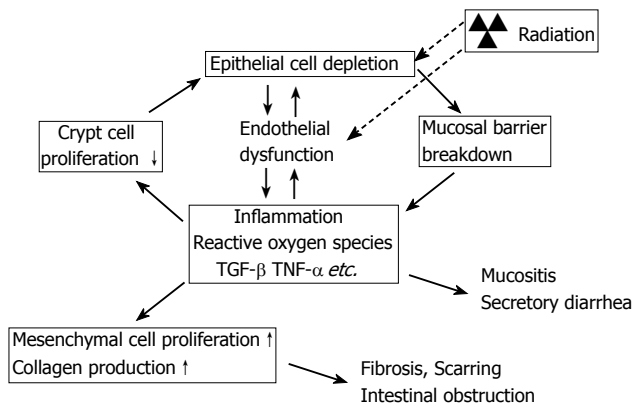 Radiation
Epithelial cell depletion
Endothelial
dysfunction
Crypt cell
proliferation ↓
Mucosal barrier
breakdown
Inflammation
Reactive oxygen species
TGF-β TNF-α etc.
Mucositis
Secretory diarrhea
Mesenchymal cell proliferation ↑
Collagen production ↑
Fibrosis, Scarring
Intestinal obstruction